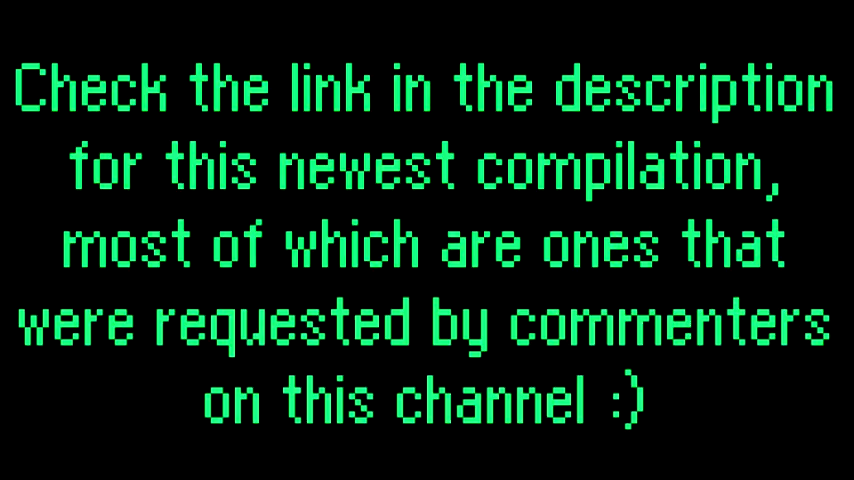 Check the link in the description
for this newest compilation,
most of which are ones that
were requested by commenters
on this channel :)